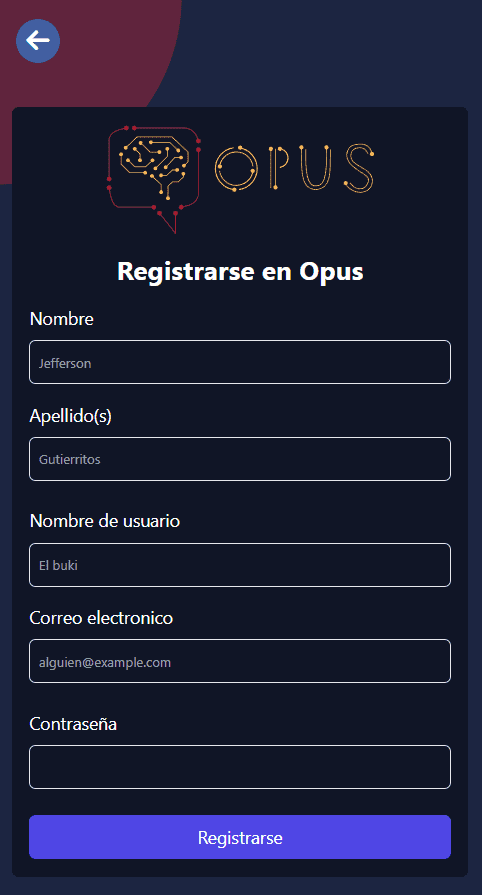 OPUS
Registrarse en Opus
Nombre
Jefferson
Apellido(s)
Gutierritos
Nombre de usuario
El buki
Correo electronico
alguien@example.com
Contraseña
Registrarse